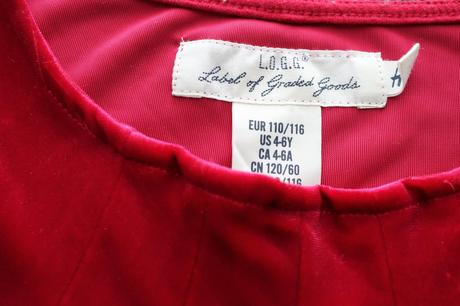 L.O.G.G.®
Label of Graded Goods
EUR 110/116
US 4-6Y
CA 4-6A
CN 120/60